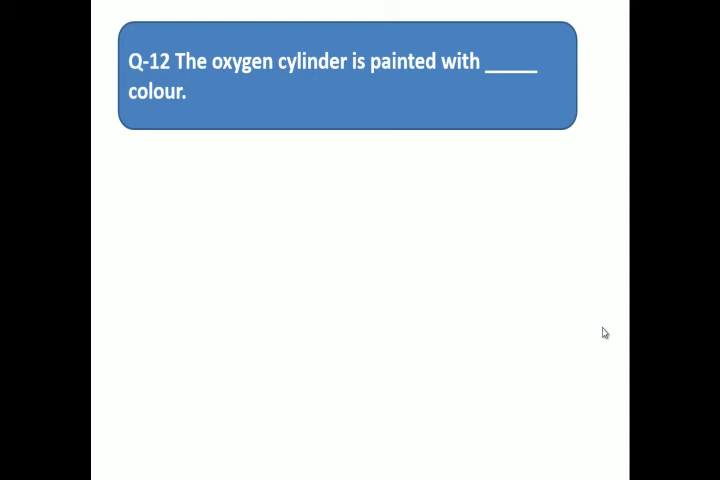 Q-12 The oxygen cylinder is painted with _____
colour.